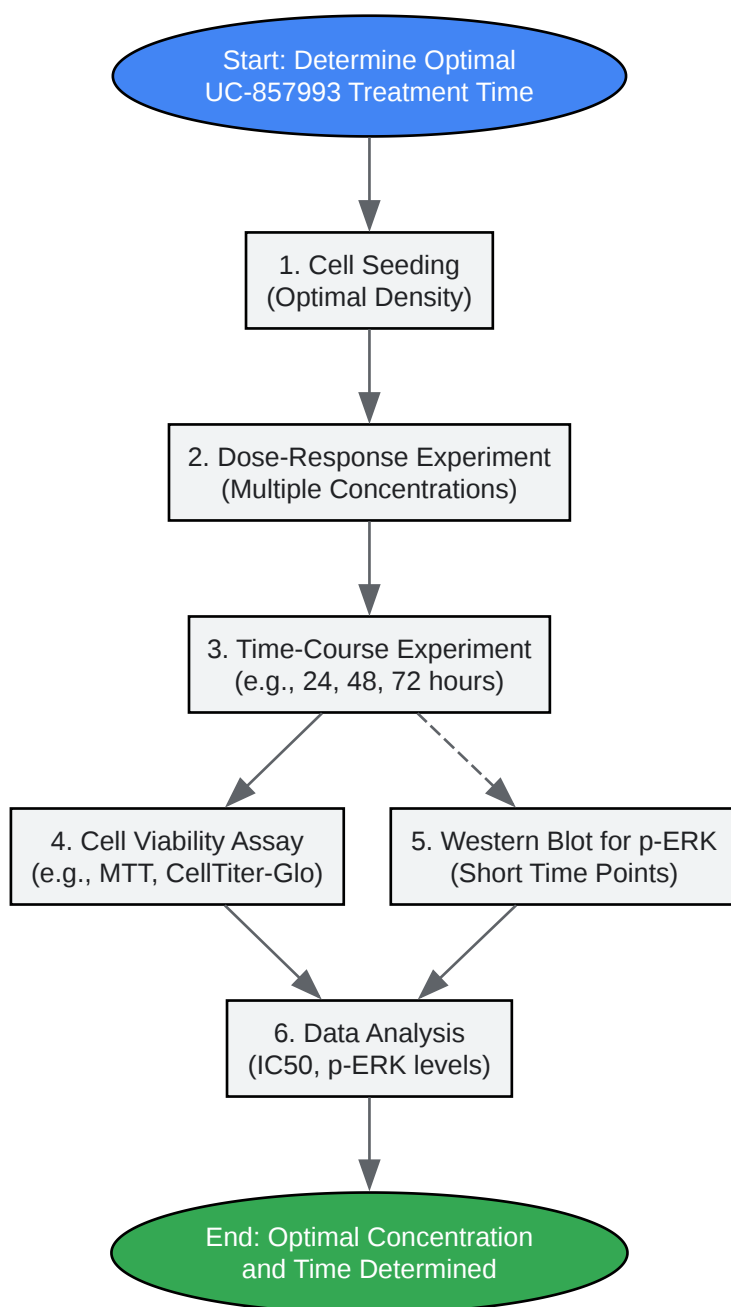 Start: Determine Optimal
UC-857993 Treatment Time
1. Cell Seeding
(Optimal Density)
2. Dose-Response Experiment
(Multiple Concentrations)
3. Time-Course Experiment
(e.g., 24, 48, 72 hours)
4. Cell Viability Assay
(e.g., MTT, CellTiter-Glo)
5. Western Blot for p-ERK
(Short Time Points)
6. Data Analysis
(IC50, p-ERK levels)
End: Optimal Concentration
and Time Determined